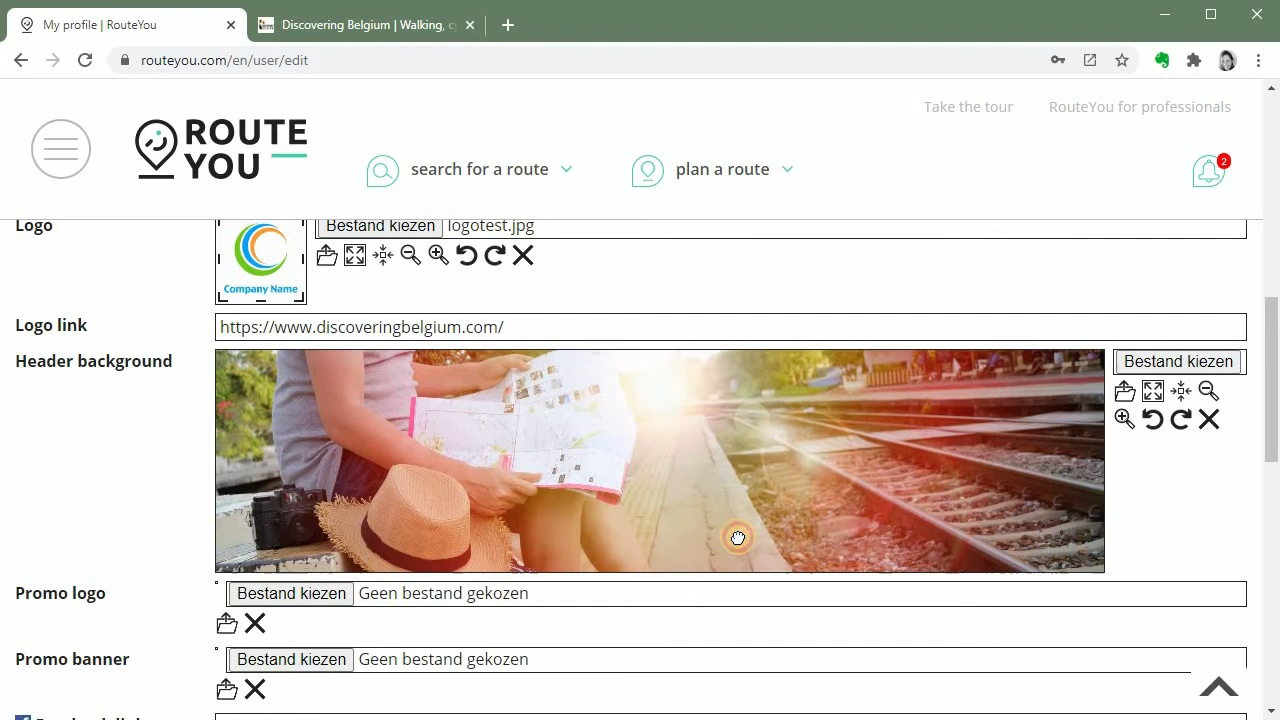 My profile | RouteYou
Discovering Belgium | Walking, c
routeyou.com/en/user/edit
Take the tour
RouteYou for professionals
ROUTE
YOU
search for a route
plan a route
2
Logo
Bestand kiezen
logotest.jpg
Company Name
Logo link
https://www.discoveringbelgium.com/
Header background
Bestand kiezen
Promo logo
Bestand kiezen
Geen bestand gekozen
Promo banner
Bestand kiezen
Geen bestand gekozen